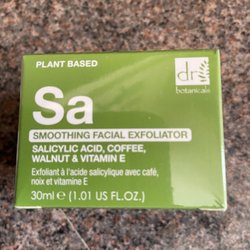 PLANT BASED
dr.
botanicals
Sa
SMOOTHING FACIAL EXFOLIATOR
SALICYLIC ACID, COFFEE,
WALNUT & VITAMIN E
Exfoliant à l'acide salicylique avec café,
noix et vitamine E
30ml ℮ (1.01 US FL.OZ.)